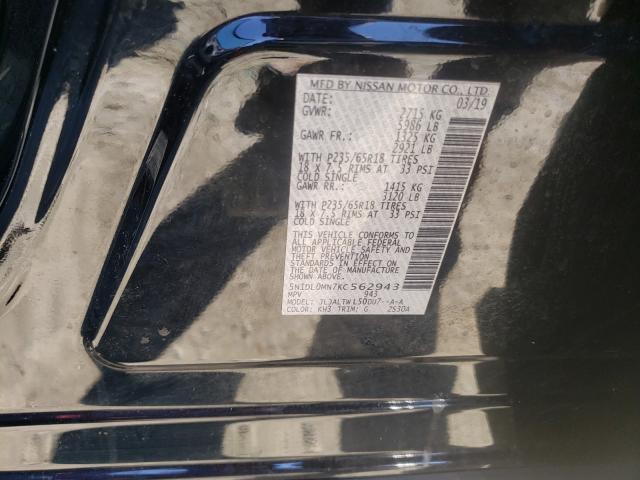 MFD BY NISSAN MOTOR CO., LTD
DATE: 03/19
GVWR: 2715 KG
5986 LB
GAWR FR.: 1325 KG
2921 LB
WITH P235/65R18 TIRES
18 X 7.5 RIMS AT 33 PSI
COLD SINGLE
GAWR RR.: 1415 KG
3120 LB
WITH P235/65R18 TIRES
18 X 7.5 RIMS AT 33 PSI
COLD SINGLE
THIS VEHICLE CONFORMS TO
ALL APPLICABLE FEDERAL
MOTOR VEHICLE SAFETY AND
THEFT PREVENTION
STANDARDS IN EFFECT ON
THE DATE OF MANUFACTURE
SHOWN ABOVE.
5N1DL0MN7KC562943
MPV 943
MODEL: JLJALTWL50DU7--A-A
COLOR: KH3 TRIM: G 2S30A